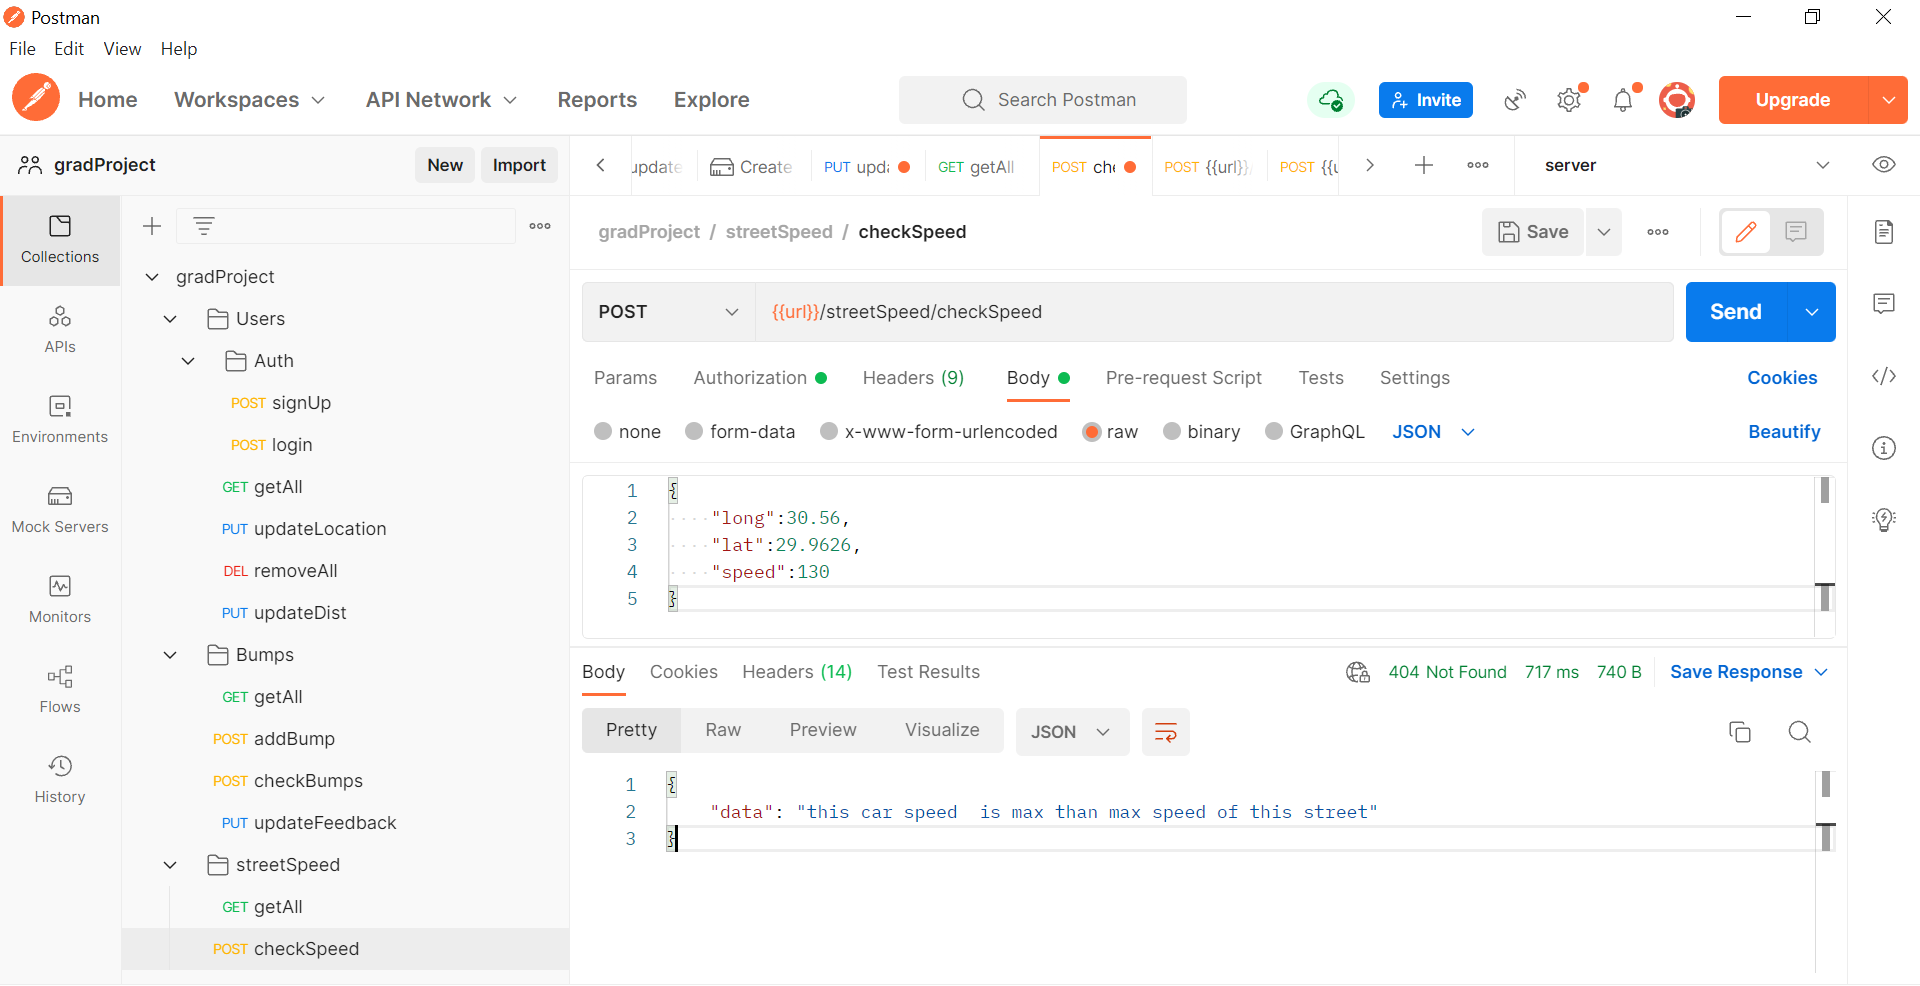 Postman
File Edit View Help
Home Workspaces API Network Reports Explore Search Postman Invite Upgrade
gradProject New Import
update Create PUT upda GET getAll POST che POST {{url}} POST {{u server
Collections
APIs
Environments
Mock Servers
Monitors
Flows
History
gradProject
Users
Auth
POST signUp
POST login
GET getAll
PUT updateLocation
DEL removeAll
PUT updateDist
Bumps
GET getAll
POST addBump
POST checkBumps
PUT updateFeedback
streetSpeed
GET getAll
POST checkSpeed
gradProject / streetSpeed / checkSpeed Save
POST {{url}}/streetSpeed/checkSpeed Send
Params Authorization Headers (9) Body Pre-request Script Tests Settings Cookies
none form-data x-www-form-urlencoded raw binary GraphQL JSON Beautify
1 {
2 "long":30.56,
3 "lat":29.9626,
4 "speed":130
5 }
Body Cookies Headers (14) Test Results 404 Not Found 717 ms 740 B Save Response
Pretty Raw Preview Visualize JSON
1 {
2 "data": "this car speed  is max than max speed of this street"
3 }